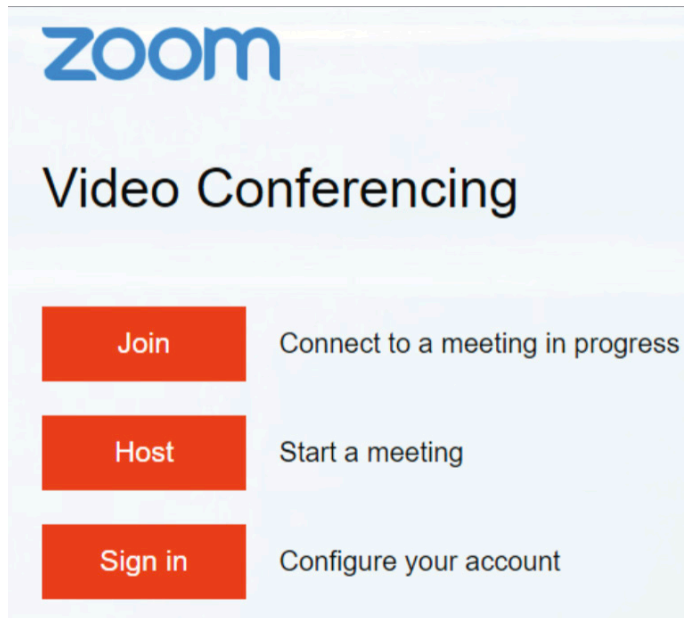 zoom
Video Conferencing
Join Connect to a meeting in progress
Host Start a meeting
Sign in Configure your account